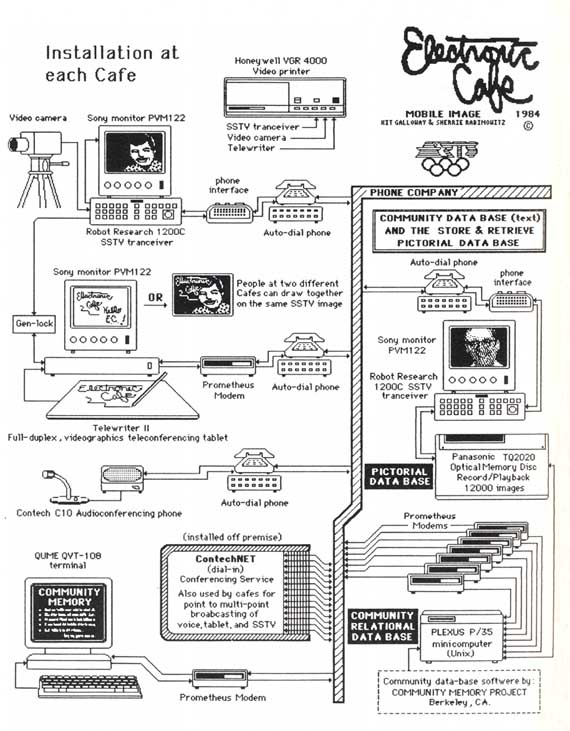 Installation at
each Cafe
Honeywell VGR 4000
Video printer
SSTV tranceiver
Video camera
Telewriter
Electronic
Cafe
MOBILE IMAGE 1984
KIT GALLOWAY & SHERRIE RABINOWITZ
©
Video camera
Sony monitor PVM122
phone
interface
Robot Research 1200C
SSTV tranceiver
Auto-dial phone
PHONE COMPANY
COMMUNITY DATA BASE (text)
AND THE STORE & RETRIEVE
PICTORIAL DATA BASE
Auto-dial phone
phone
interface
Sony monitor
PVM122
Robot Research
1200C SSTV
tranceiver
Sony monitor PVM122
Electronic
Cafe
Hello
E.C.!
OR
Electronic
Cafe
People at two different
Cafes can draw together
on the same SSTV image
Gen-lock
Prometheus
Modem
Auto-dial phone
Electronic
Cafe
Telewriter II
Full-duplex, videographics teleconferencing tablet
PICTORIAL
DATA BASE
Panasonic TQ2020
Optical Memory Disc
Record/Playback
12000 images
Contech C10 Audioconferencing phone
Auto-dial phone
(installed off premise)
ContechNET
(dial-in)
Conferencing Service
Also used by cafes for
point to multi-point
broadcasting of
voice, tablet, and SSTV
Prometheus
Modems
QUME QVT-108
terminal
COMMUNITY
MEMORY
COMMUNITY
RELATIONAL
DATA BASE
PLEXUS P/35
minicomputer
(Unix)
Prometheus Modem
Community data-base softwere by:
COMMUNITY MEMORY PROJECT
Berkeley, CA.